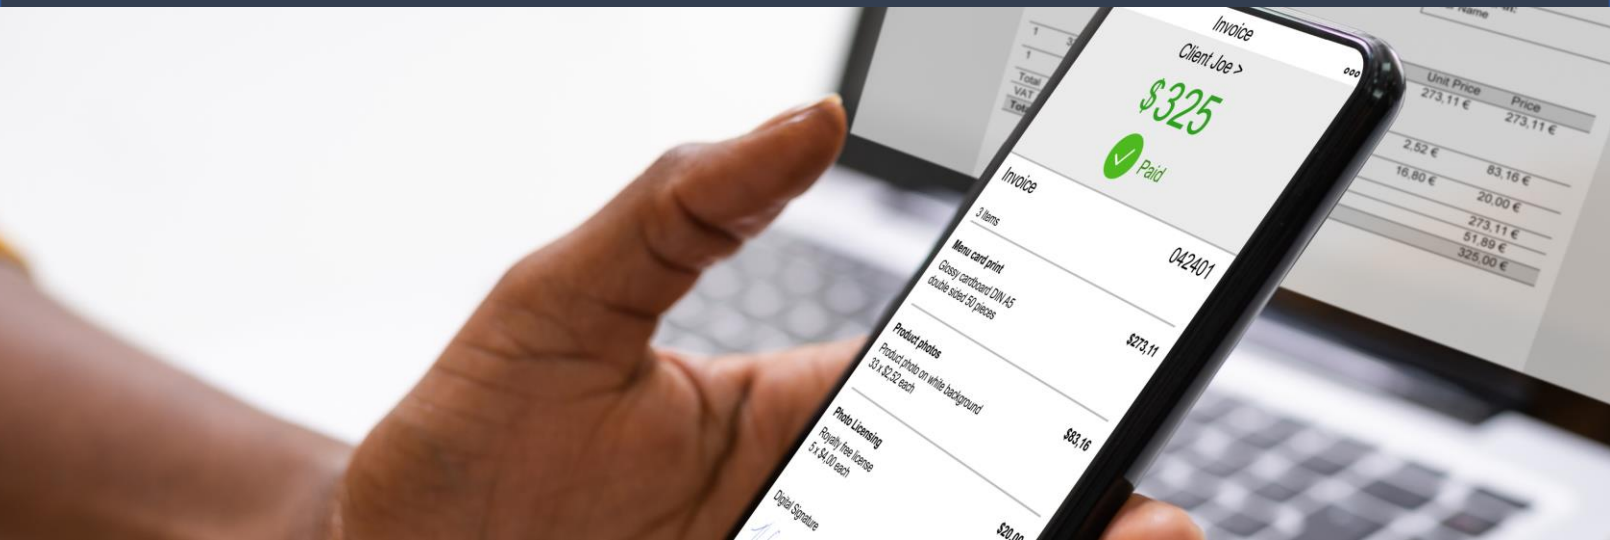 Invoice
Client Joe >
$325
Paid
Invoice
042401
3 Items
Menu card print
Glossy cardboard DIN A5
double sided 50 pieces
$273,11
Product photos
Product photo on white background
33 x $2,52 each
$83,16
Photo Licensing
Royalty free license
5 x $4,00 each
$20,00
Digital Signature
Name
1
1
Total
VAT
Unit Price Price
273,11 € 273,11 €
2,52 € 83,16 €
16,80 € 20,00 €
273,11 €
51,89 €
325,00 €